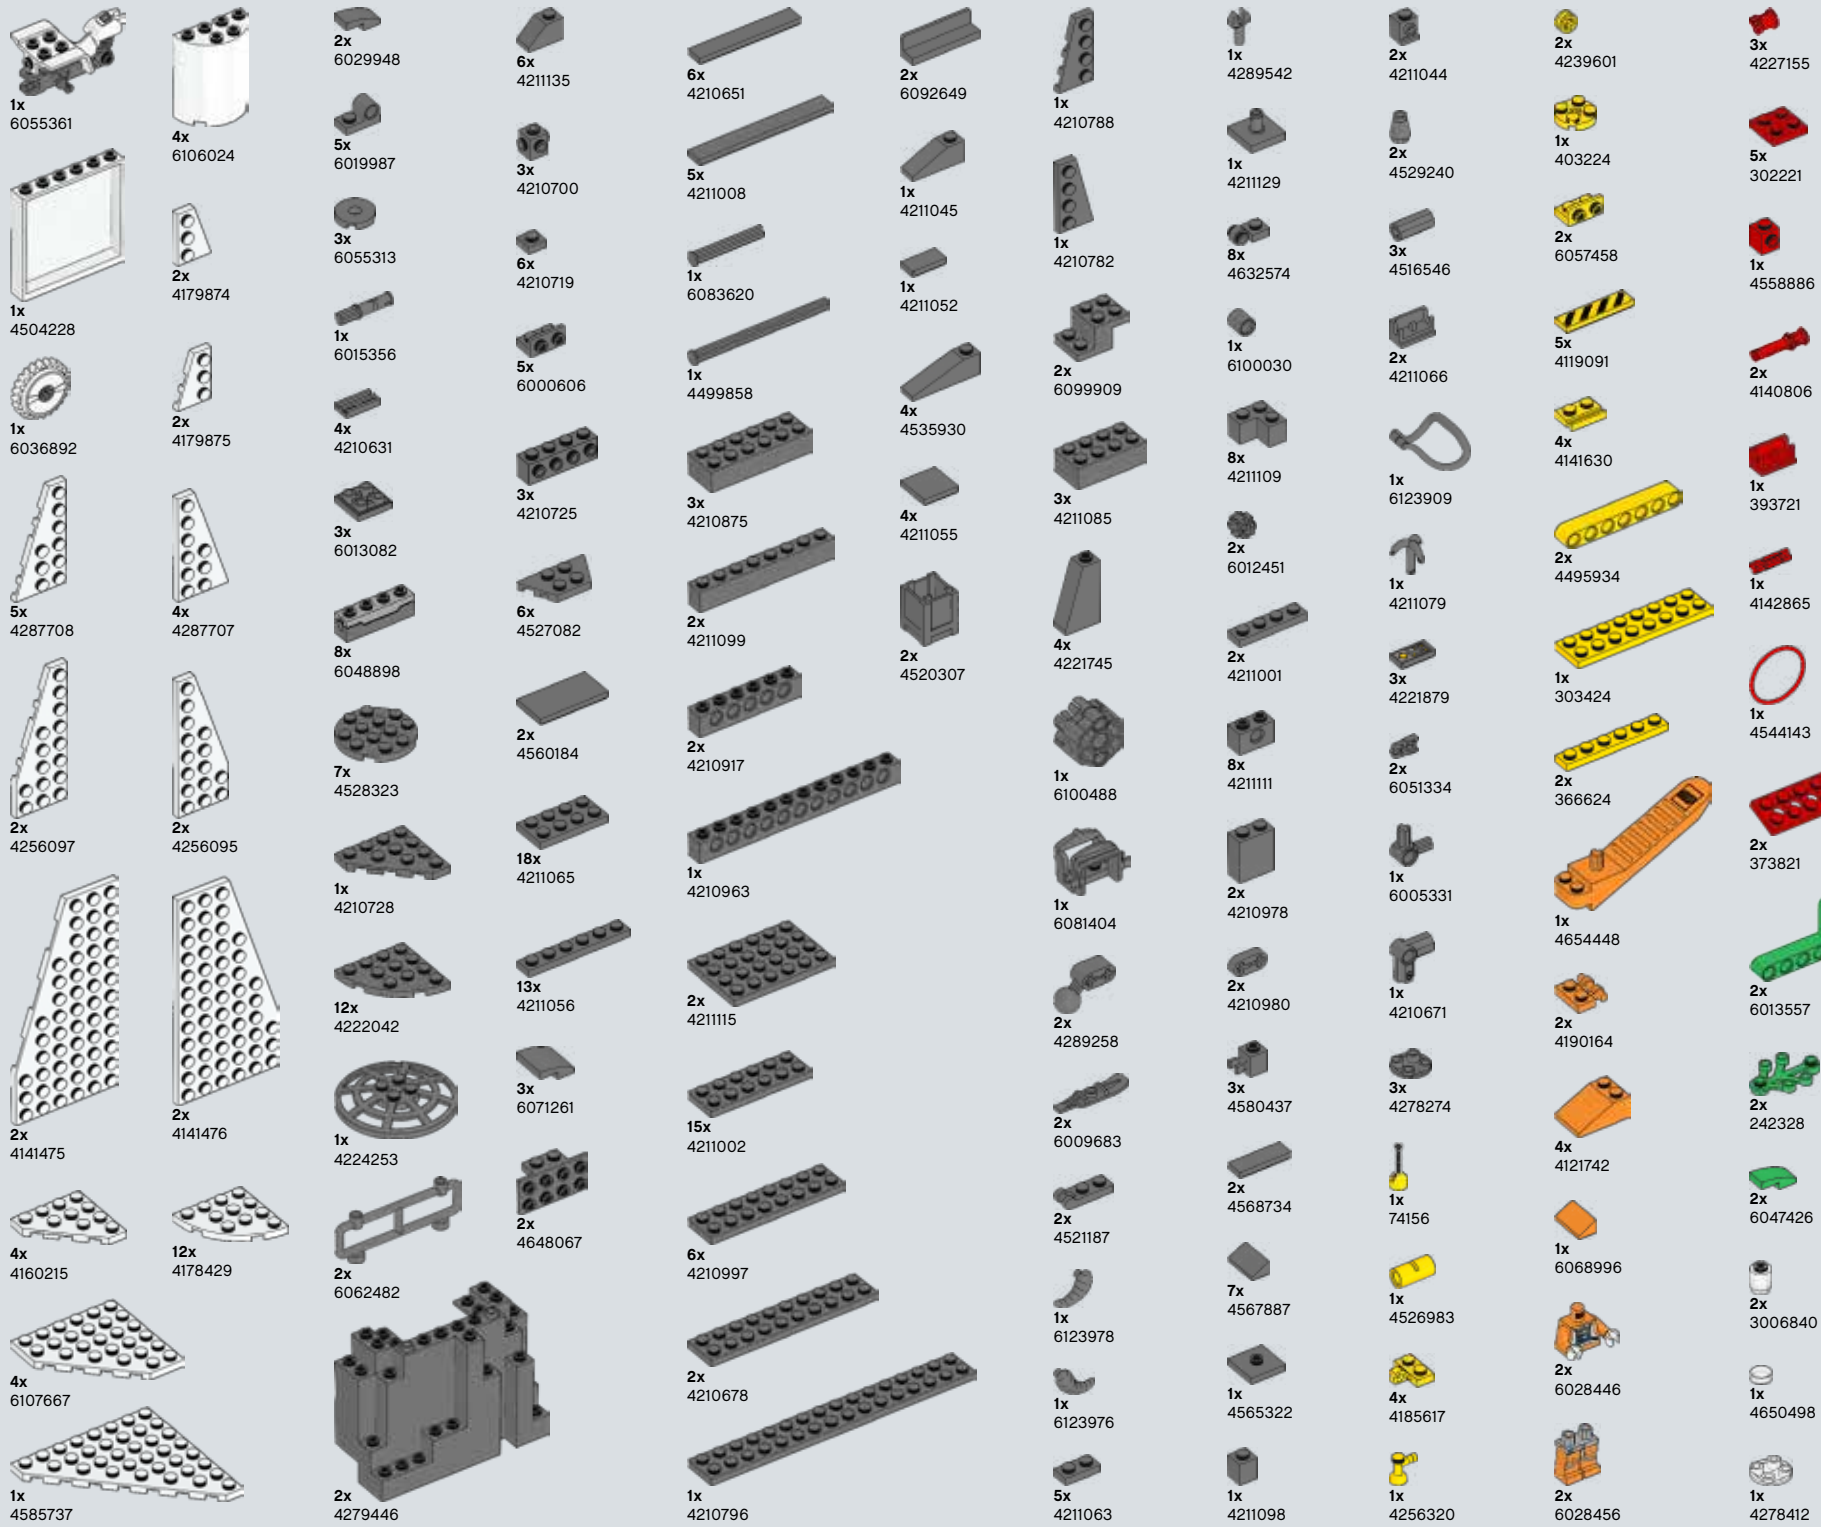 1x
6055361
4x
6106024
1x
4504228
2x
4179874
1x
6036892
2x
4179875
5x
4287708
4x
4287707
2x
4256097
2x
4256095
2x
4141475
2x
4141476
4x
4160215
12x
4178429
4x
6107667
1x
4585737
2x
6029948
5x
6019987
3x
6055313
1x
6015356
4x
4210631
3x
6013082
8x
6048898
7x
4528323
1x
4210728
12x
4222042
1x
4224253
2x
6062482
2x
4279446
6x
4211135
3x
4210700
6x
4210719
5x
6000606
3x
4210725
6x
4527082
2x
4560184
18x
4211065
13x
4211056
3x
6071261
2x
4648067
6x
4210651
5x
4211008
1x
6083620
1x
4499858
3x
4210875
2x
4211099
2x
4210917
1x
4210963
2x
4211115
15x
4211002
6x
4210997
2x
4210678
1x
4210796
2x
6092649
1x
4211045
1x
4211052
4x
4535930
4x
4211055
2x
4520307
1x
4210788
1x
4210782
2x
6099909
3x
4211085
4x
4221745
1x
6100488
1x
6081404
2x
4289258
2x
6009683
2x
4521187
1x
6123978
1x
6123976
5x
4211063
1x
4289542
1x
4211129
8x
4632574
1x
6100030
8x
4211109
2x
6012451
2x
4211001
8x
4211111
2x
4210978
2x
4210980
3x
4580437
2x
4568734
7x
4567887
1x
4565322
1x
4211098
2x
4211044
2x
4529240
3x
4516546
2x
4211066
1x
6123909
1x
4211079
3x
4221879
2x
6051334
1x
6005331
1x
4210671
3x
4278274
1x
74156
1x
4526983
4x
4185617
1x
4256320
2x
4239601
1x
403224
2x
6057458
5x
4119091
4x
4141630
2x
4495934
1x
303424
2x
366624
1x
4654448
2x
4190164
4x
4121742
1x
6068996
2x
6028446
2x
6028456
3x
4227155
5x
302221
1x
4558886
2x
4140806
1x
393721
1x
4142865
1x
4544143
2x
373821
2x
6013557
2x
242328
2x
6047426
2x
3006840
1x
4650498
1x
4278412